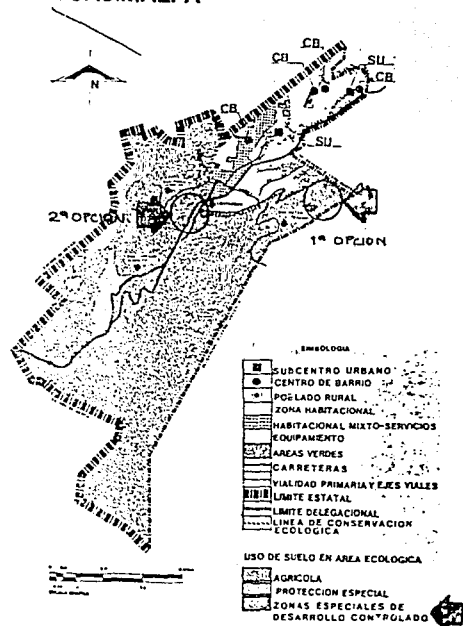 N
CB
SU
CB
CB
CB
SU
2ª OPCION
1ª OPCION
SIMBOLOGIA
SUBCENTRO URBANO
CENTRO DE BARRIO
POBLADO RURAL
ZONA HABITACIONAL
HABITACIONAL MIXTO-SERVICIOS
EQUIPAMIENTO
AREAS VERDES
CARRETERAS
VIALIDAD PRIMARIA Y EJES VIALES
LIMITE ESTATAL
LIMITE DELEGACIONAL
LINEA DE CONSERVACION
ECOLOGICA
USO DE SUELO EN AREA ECOLOGICA
AGRICOLA
PROTECCION ESPECIAL
ZONAS ESPECIALES DE
DESARROLLO CONTROLADO